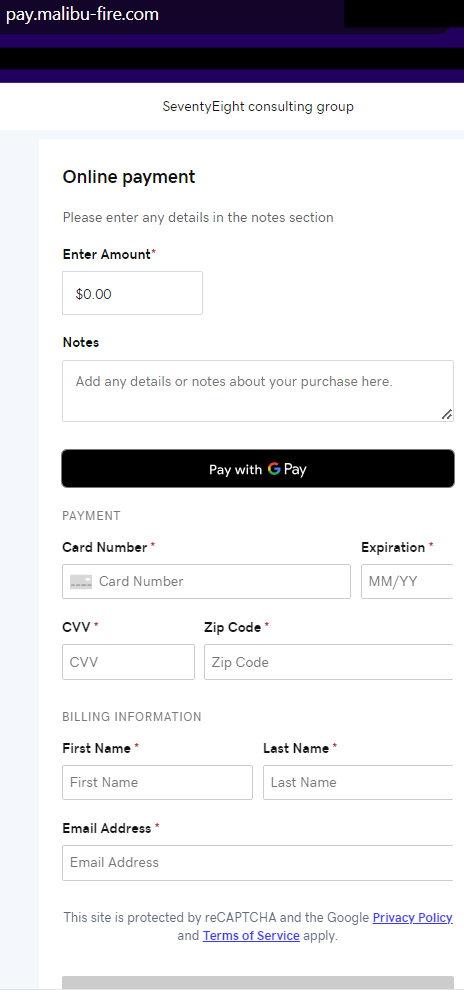 pay.malibu-fire.com
SeventyEight consulting group
Online payment
Please enter any details in the notes section
Enter Amount*
$0.00
Notes
Add any details or notes about your purchase here.
Pay with G Pay
PAYMENT
Card Number * Expiration *
Card Number MM/YY
CVV * Zip Code *
CVV Zip Code
BILLING INFORMATION
First Name * Last Name *
First Name Last Name
Email Address *
Email Address
This site is protected by reCAPTCHA and the Google Privacy Policy
and Terms of Service apply.